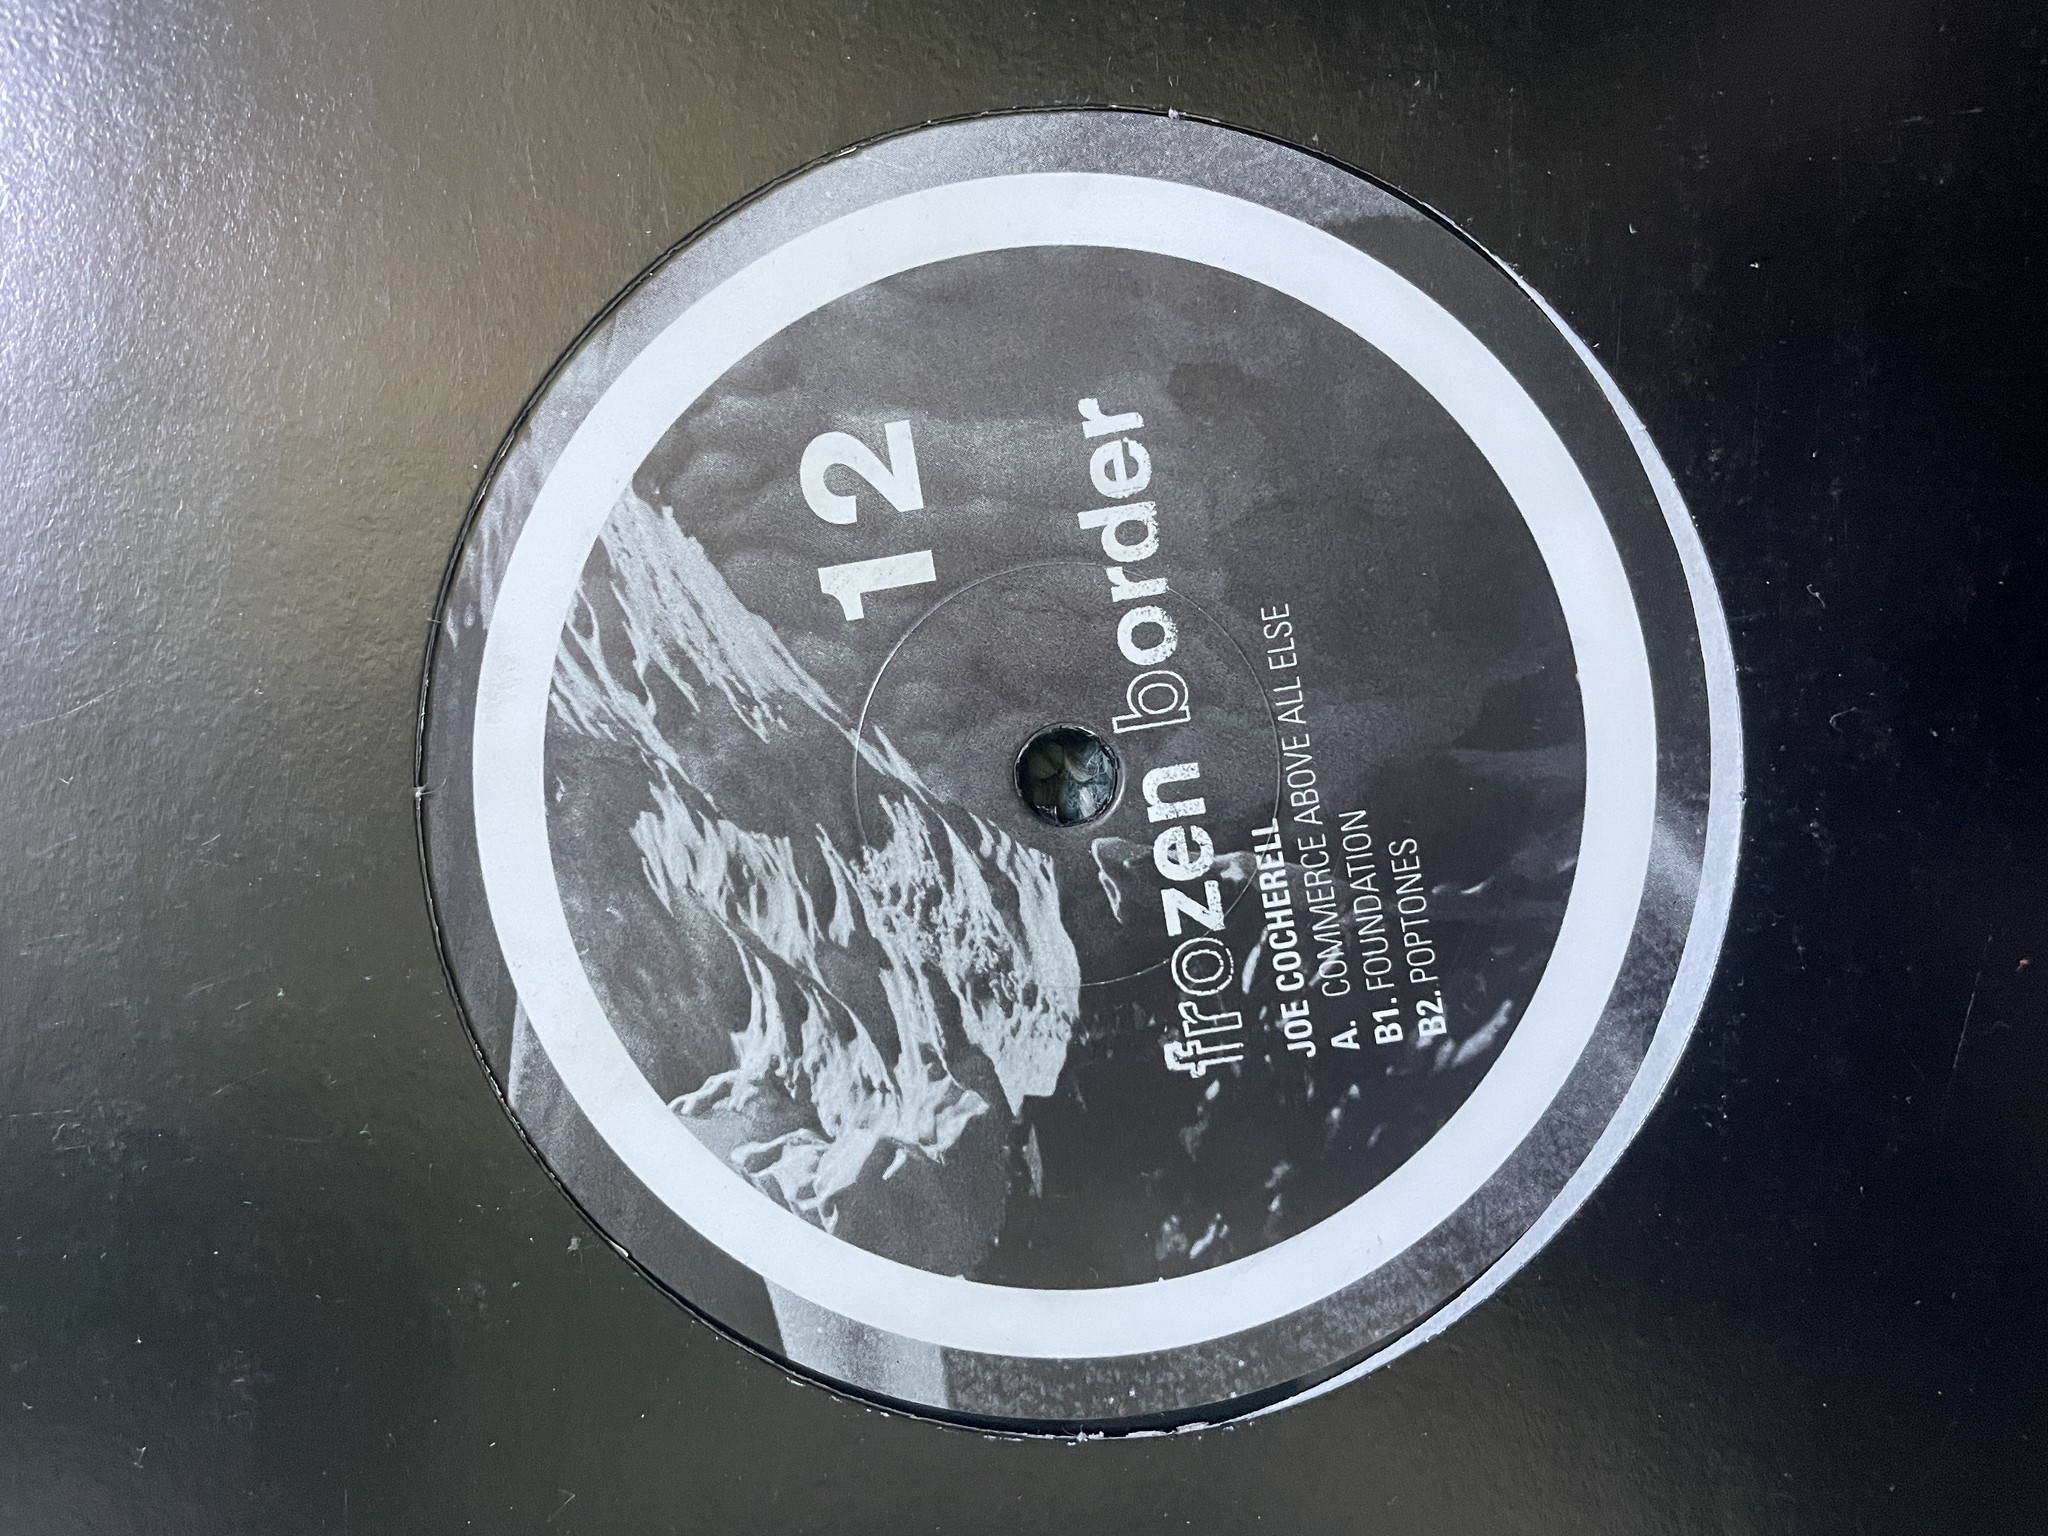 12
frozen border
JOE COCHERELL
A. COMMERCE ABOVE ALL ELSE
B1. FOUNDATION
B2. POPTONES